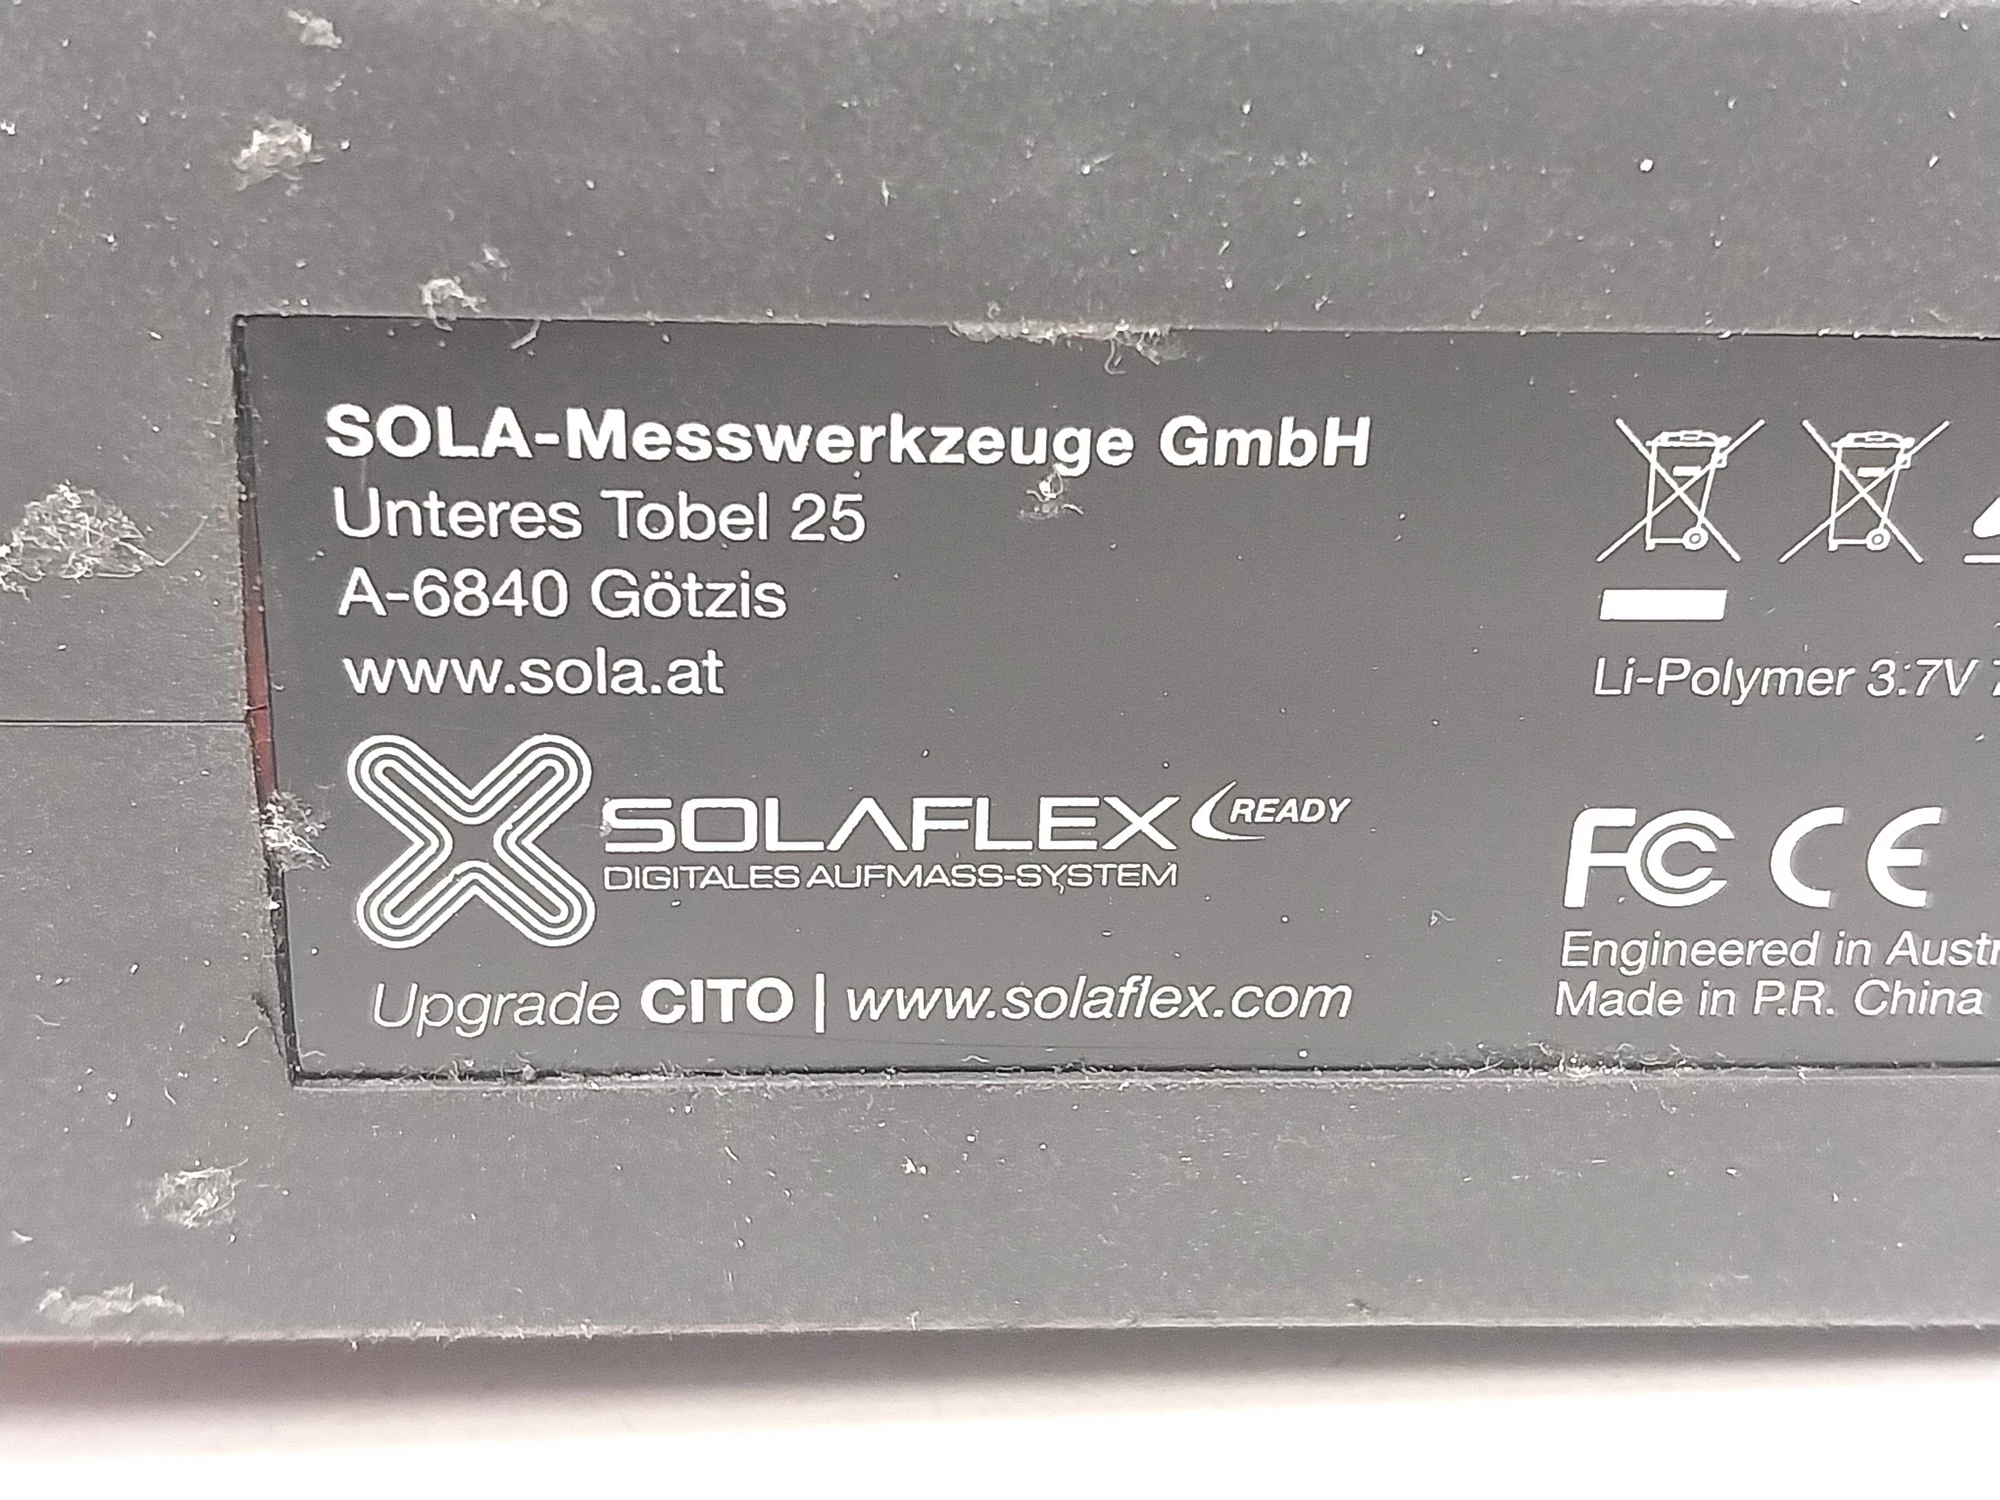 SOLA-Messwerkzeuge GmbH
Unteres Tobel 25
A-6840 Götzis
www.sola.at
SOLAFLEX READY
DIGITALES AUFMASS-SYSTEM
Upgrade CITO | www.solaflex.com
Li-Polymer 3.7V
FC CE
Engineered in
Made in P.R. China